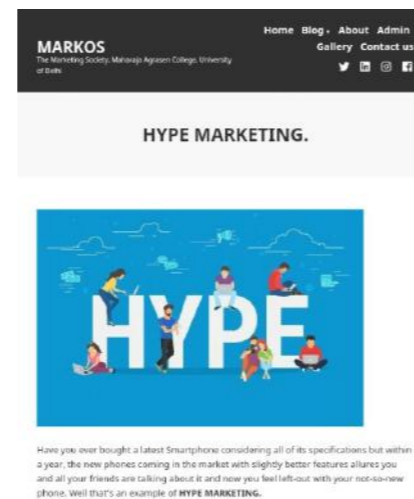 Home Blog About Admin
MARKOS
Gallery Contact us
The Marketing Society, Maharaja Agrasen College, University
of Delhi
HYPE MARKETING.
HYPE
Have you ever bought a latest Smartphone considering all of its specifications but within
a year, the new phones coming in the market with slightly better features allures you
and all your friends are talking about it and now you feel left-out with your not-so-new
phone. Well that's an example of HYPE MARKETING.